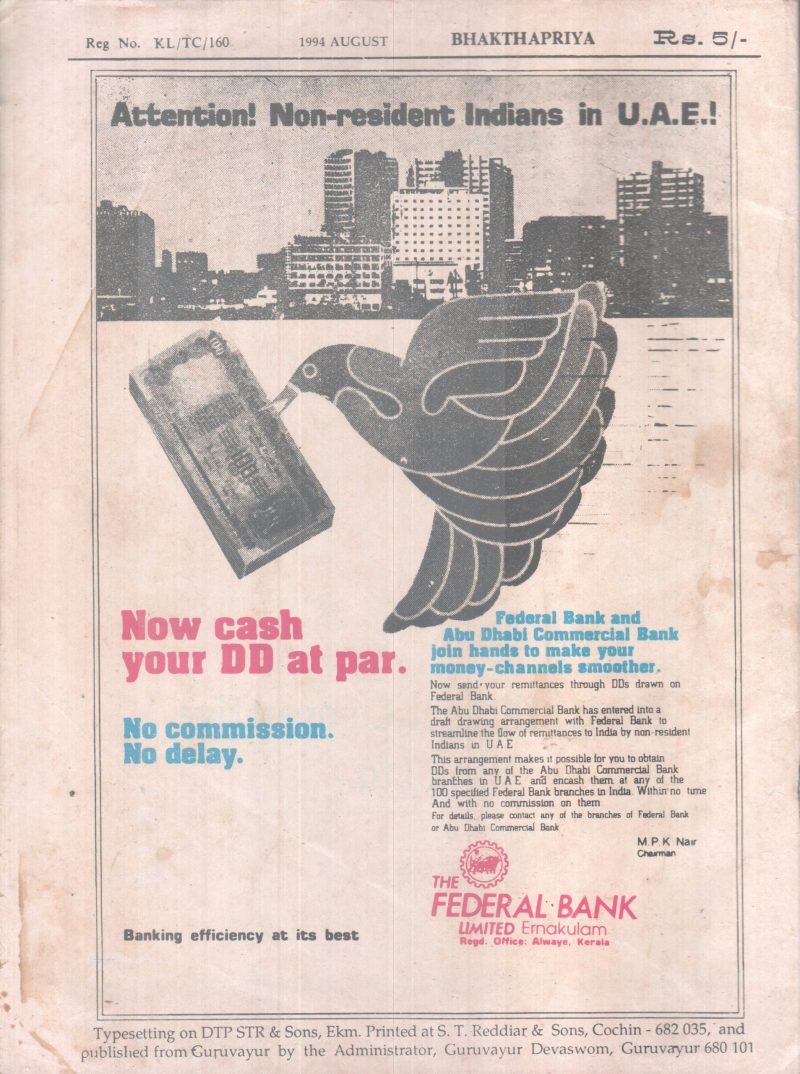 Reg No. KL/TC/160 1994 AUGUST BHAKTHAPRIYA Rs. 5/-
Attention! Non-resident Indians in U.A.E.!
100
Now cash
your DD at par.
No commission.
No delay.
Federal Bank and
Abu Dhabi Commercial Bank
join hands to make your
money-channels smoother.
Now send your remittances through DDs drawn on
Federal Bank.
The Abu Dhabi Commercial Bank has entered into a
draft drawing arrangement with Federal Bank to
streamline the flow of remittances to India by non-resident
Indians in U A E
This arrangement makes it possible for you to obtain
DDs from any of the Abu Dhabi Commercial Bank
branches in U A E and encash them at any of the
100 specified Federal Bank branches in India. Within no time
And with no commission on them
For details, please contact any of the branches of Federal Bank
or Abu Dhabi Commercial Bank
M.P.K Nair
Chairman
THE
FEDERAL BANK
LIMITED Ernakulam
Regd. Office: Alwaye, Kerala
Banking efficiency at its best
Typesetting on DTP STR & Sons, Ekm. Printed at S. T. Reddiar & Sons, Cochin - 682 035, and
published from Guruvayur by the Administrator, Guruvayur Devaswom, Guruvayur 680 101